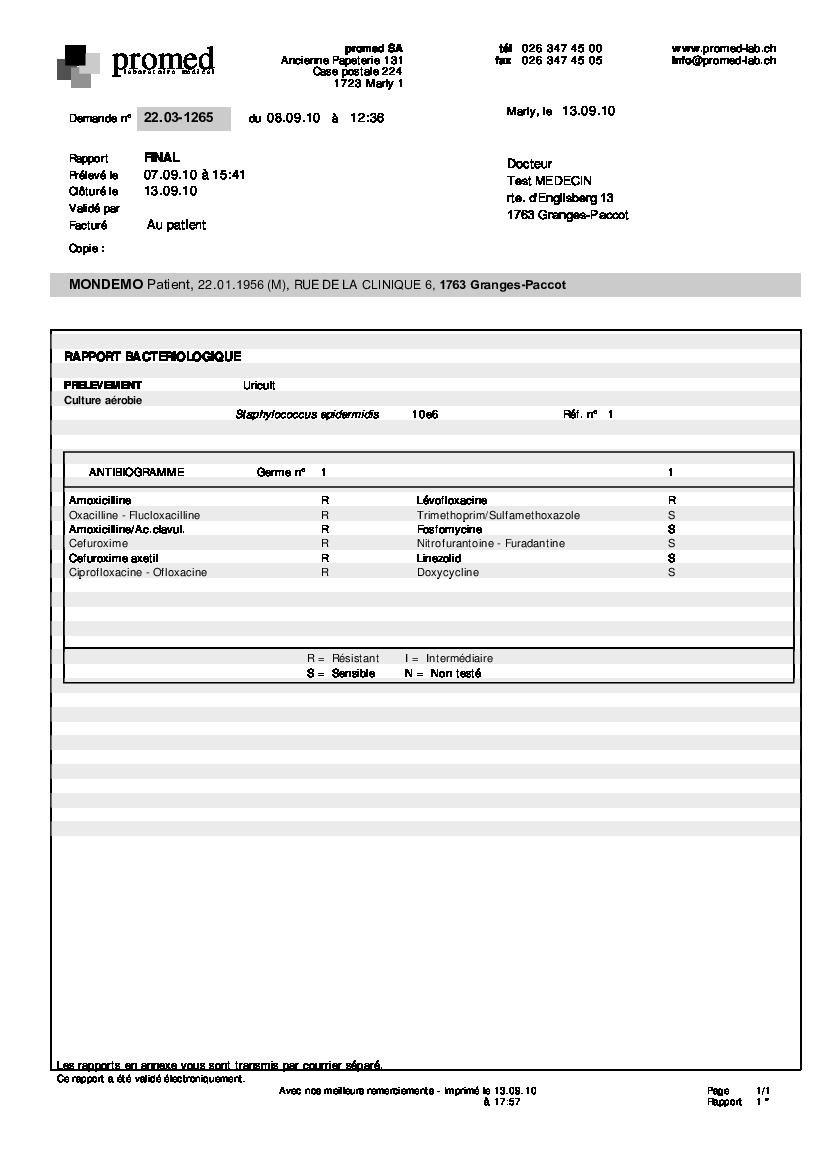 promed
laboratoire médical
promed SA
Ancienne Papeterie 131
Case postale 224
1723 Marly 1
tél 026 347 45 00
fax 026 347 45 05
www.promed-lab.ch
info@promed-lab.ch
Demande n° 22.03-1265 du 08.09.10 à 12:36
Marly, le 13.09.10
Rapport FINAL
Prélevé le 07.09.10 à 15:41
Clôturé le 13.09.10
Validé par
Facturé Au patient
Copie :
Docteur
Test MEDECIN
rte. d'Englisberg 13
1763 Granges-Paccot
MONDEMO Patient, 22.01.1956 (M), RUE DE LA CLINIQUE 6, 1763 Granges-Paccot
RAPPORT BACTERIOLOGIQUE
PRELEVEMENT Uricult
Culture aérobie
Staphylococcus epidermidis 10e6 Réf. n° 1
ANTIBIOGRAMME Germe n° 1 1
Amoxicilline R Lévofloxacine R
Oxacilline - Flucloxacilline R Trimethoprim/Sulfamethoxazole S
Amoxicilline/Ac.clavul. R Fosfomycine S
Cefuroxime R Nitrofurantoine - Furadantine S
Cefuroxime axetil R Linezolid S
Ciprofloxacine - Ofloxacine R Doxycycline S
R = Résistant I = Intermédiaire
S = Sensible N = Non testé
Les rapports en annexe vous sont transmis par courrier séparé.
Ce rapport a été validé électroniquement.
Avec nos meilleurs remerciements - Imprimé le 13.09.10
à 17:57
Page 1/1
Rapport 1 *